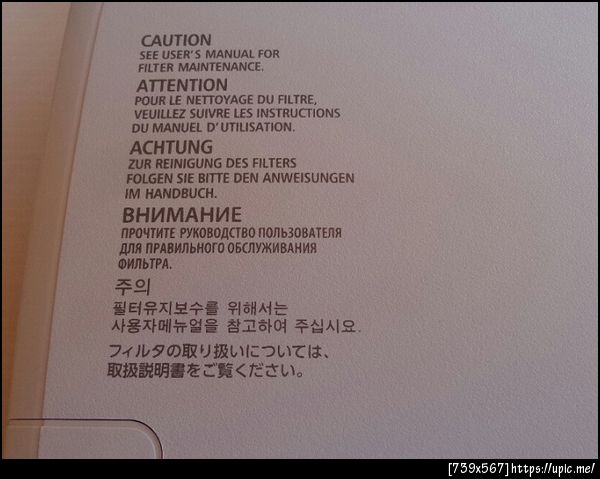 CAUTION
SEE USER'S MANUAL FOR
FILTER MAINTENANCE.
ATTENTION
POUR LE NETTOYAGE DU FILTRE,
VEUILLEZ SUIVRE LES INSTRUCTIONS
DU MANUEL D'UTILISATION.
ACHTUNG
ZUR REINIGUNG DES FILTERS
FOLGEN SIE BITTE DEN ANWEISUNGEN
IM HANDBUCH.
ВНИМАНИЕ
ПРОЧТИТЕ РУКОВОДСТВО ПОЛЬЗОВАТЕЛЯ
ДЛЯ ПРАВИЛЬНОГО ОБСЛУЖИВАНИЯ
ФИЛЬТРА.
주의
필터유지보수를 위해서는
사용자메뉴얼을 참고하여 주십시요.
フィルタの取り扱いについては、
取扱説明書をご覧ください。
[739x567]https://upic.me/